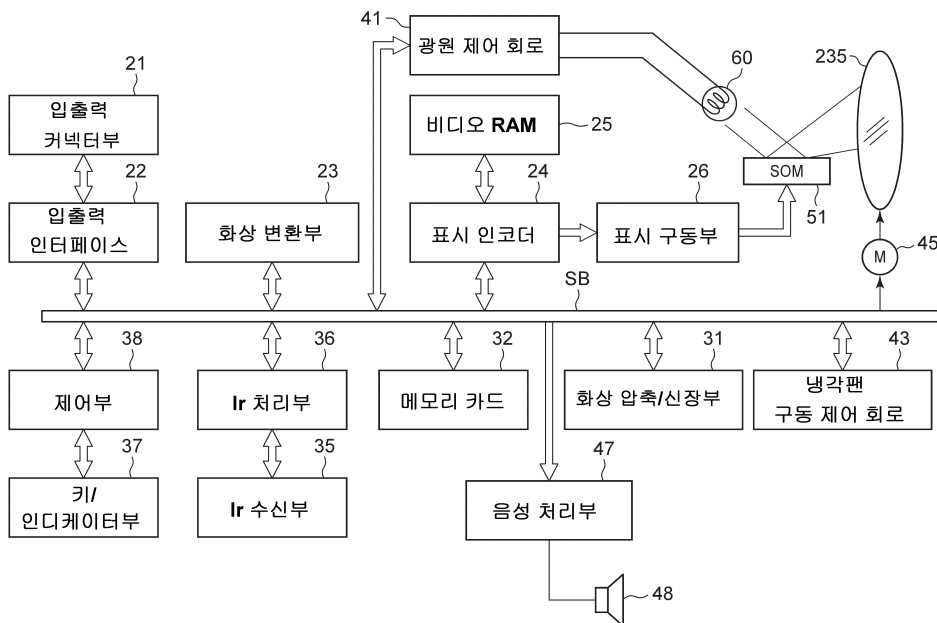 41
광원 제어 회로
60
235
21
입출력
커넥터부
비디오 RAM
25
22
입출력
인터페이스
23
화상 변환부
24
표시 인코더
26
표시 구동부
SOM
51
M
45
SB
38
제어부
36
Ir 처리부
32
메모리 카드
31
화상 압축/신장부
43
냉각팬
구동 제어 회로
37
키/
인디케이터부
35
Ir 수신부
47
음성 처리부
48